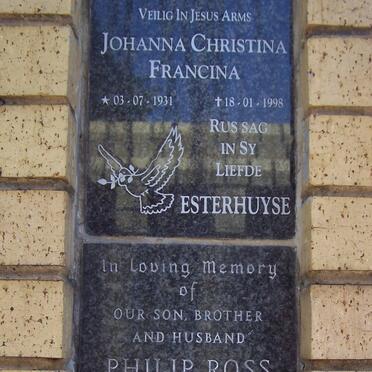 Veilig In Jesus Arms
Johanna Christina
Francina
★ 03-07-1931 ✝ 18-01-1998
Rus sag
in Sy
Liefde
ESTERHUYSE
In Loving Memory
of
OUR SON, BROTHER
AND HUSBAND
PHILIP ROSS